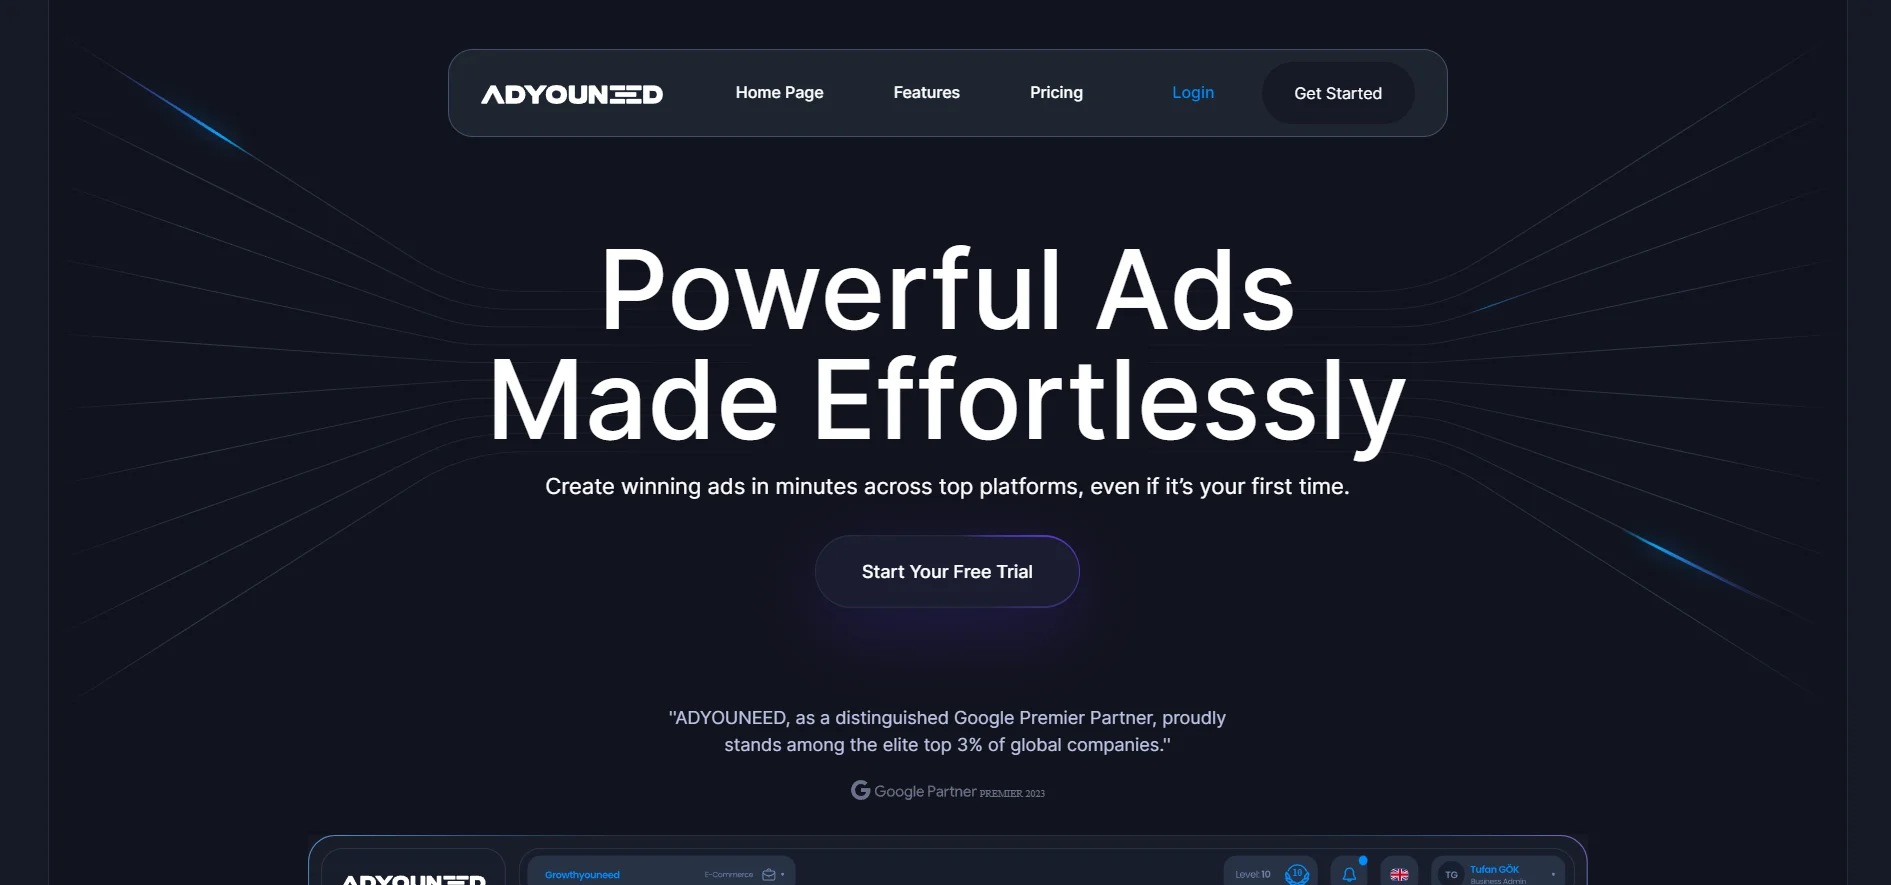 ADYOUNEED
Home Page
Features
Pricing
Login
Get Started
Powerful Ads
Made Effortlessly
Create winning ads in minutes across top platforms, even if it's your first time.
Start Your Free Trial
"ADYOUNEED, as a distinguished Google Premier Partner, proudly
stands among the elite top 3% of global companies."
Google Partner PREMIER 2023
ADYOUNEED
Growthyouneed
E-Commerce
Level:10
10
TG
Tufan GÖK
Business Admin